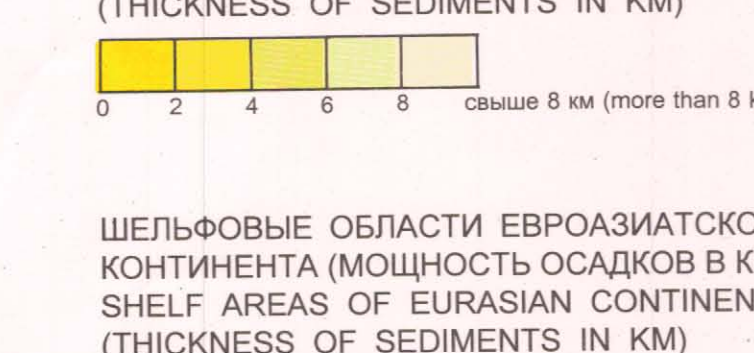 (THICKNESS OF SEDIMENTS IN KM)
0 2 4 6 8 свыше 8 км (more than 8
ШЕЛЬФОВЫЕ ОБЛАСТИ ЕВРОАЗИАТСКО
КОНТИНЕНТА (МОЩНОСТЬ ОСАДКОВ В К
SHELF AREAS OF EURASIAN CONTINEN
(THICKNESS OF SEDIMENTS IN KM)